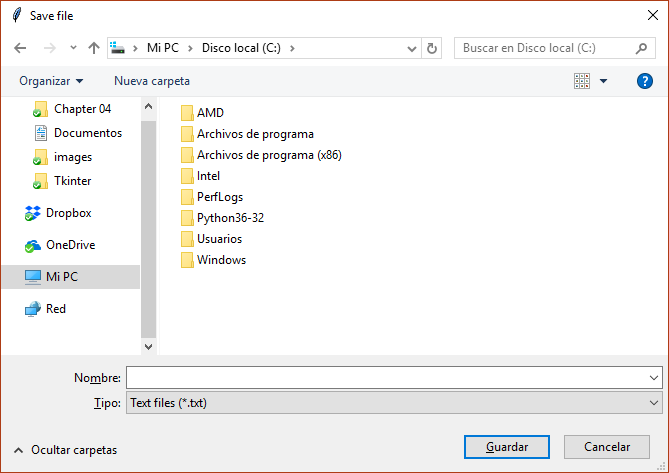 Save file
Mi PC Disco local (C:)
Buscar en Disco local (C:)
Organizar
Nueva carpeta
?
Chapter 04
Documentos
images
Tkinter
Dropbox
OneDrive
Mi PC
Red
AMD
Archivos de programa
Archivos de programa (x86)
Intel
PerfLogs
Python36-32
Usuarios
Windows
Nombre:
Tipo: Text files (*.txt)
Ocultar carpetas
Guardar
Cancelar